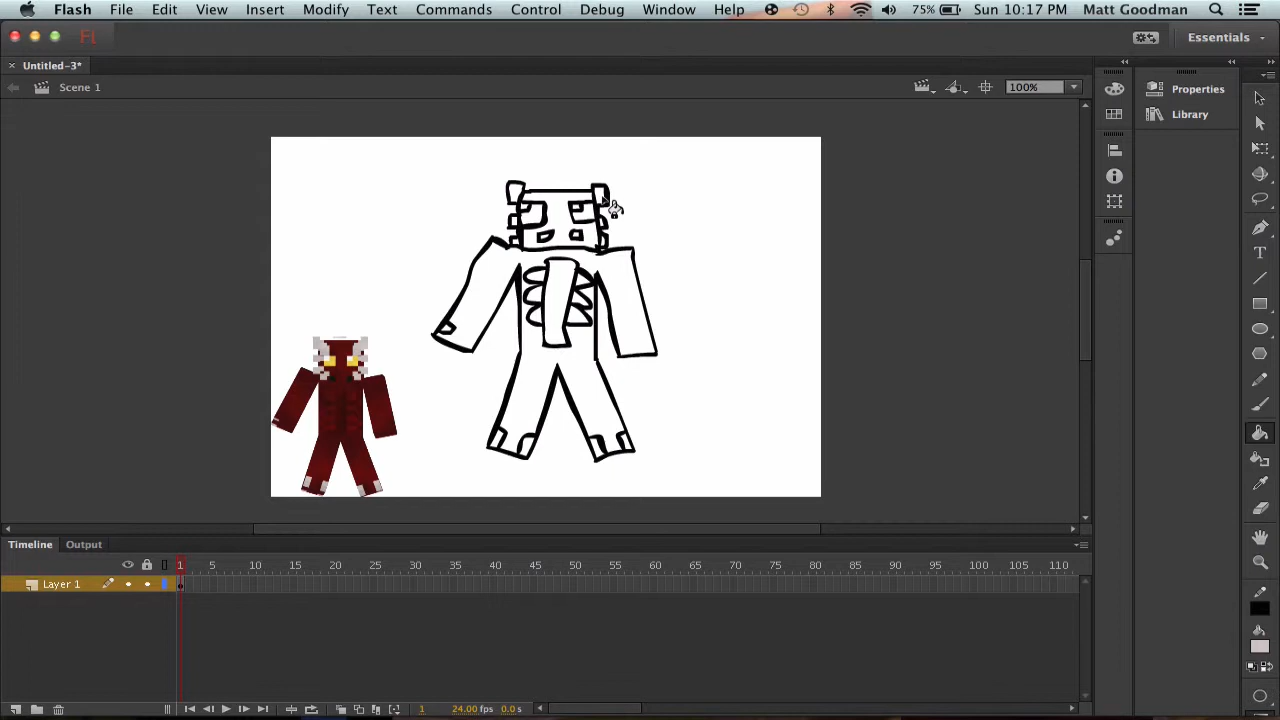 Flash File Edit View Insert Modify Text Commands Control Debug Window Help 75% Sun 10:17 PM Matt Goodman
Fl Essentials
Untitled-3*
Scene 1 100%
Properties
Library
Timeline Output
1 5 10 15 20 25 30 35 40 45 50 55 60 65 70 75 80 85 90 95 100 105 110
Layer 1
1 24.00 fps 0.0 s